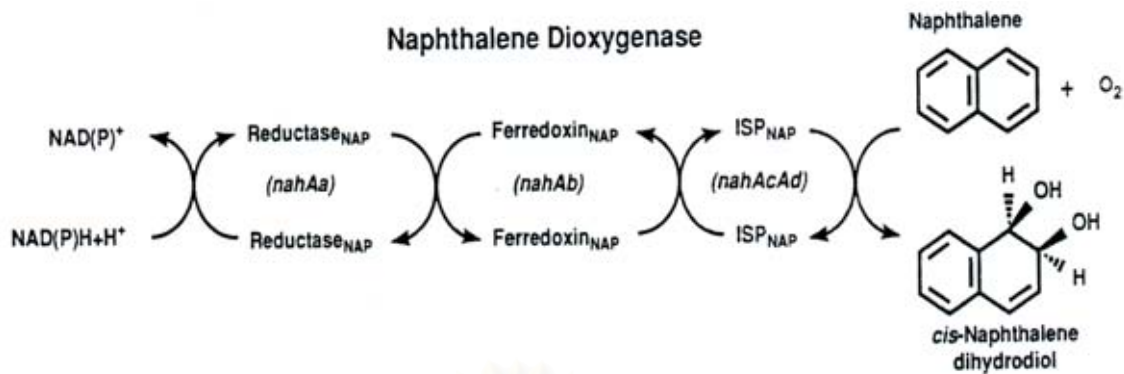 Naphthalene Dioxygenase
Naphthalene
+ O₂
NAD(P)⁺
Reductase_NAP
Ferredoxin_NAP
ISP_NAP
(nahAa)
(nahAb)
(nahAcAd)
H
OH
OH
NAD(P)H+H⁺
Reductase_NAP
Ferredoxin_NAP
ISP_NAP
H
cis-Naphthalene
dihydrodiol